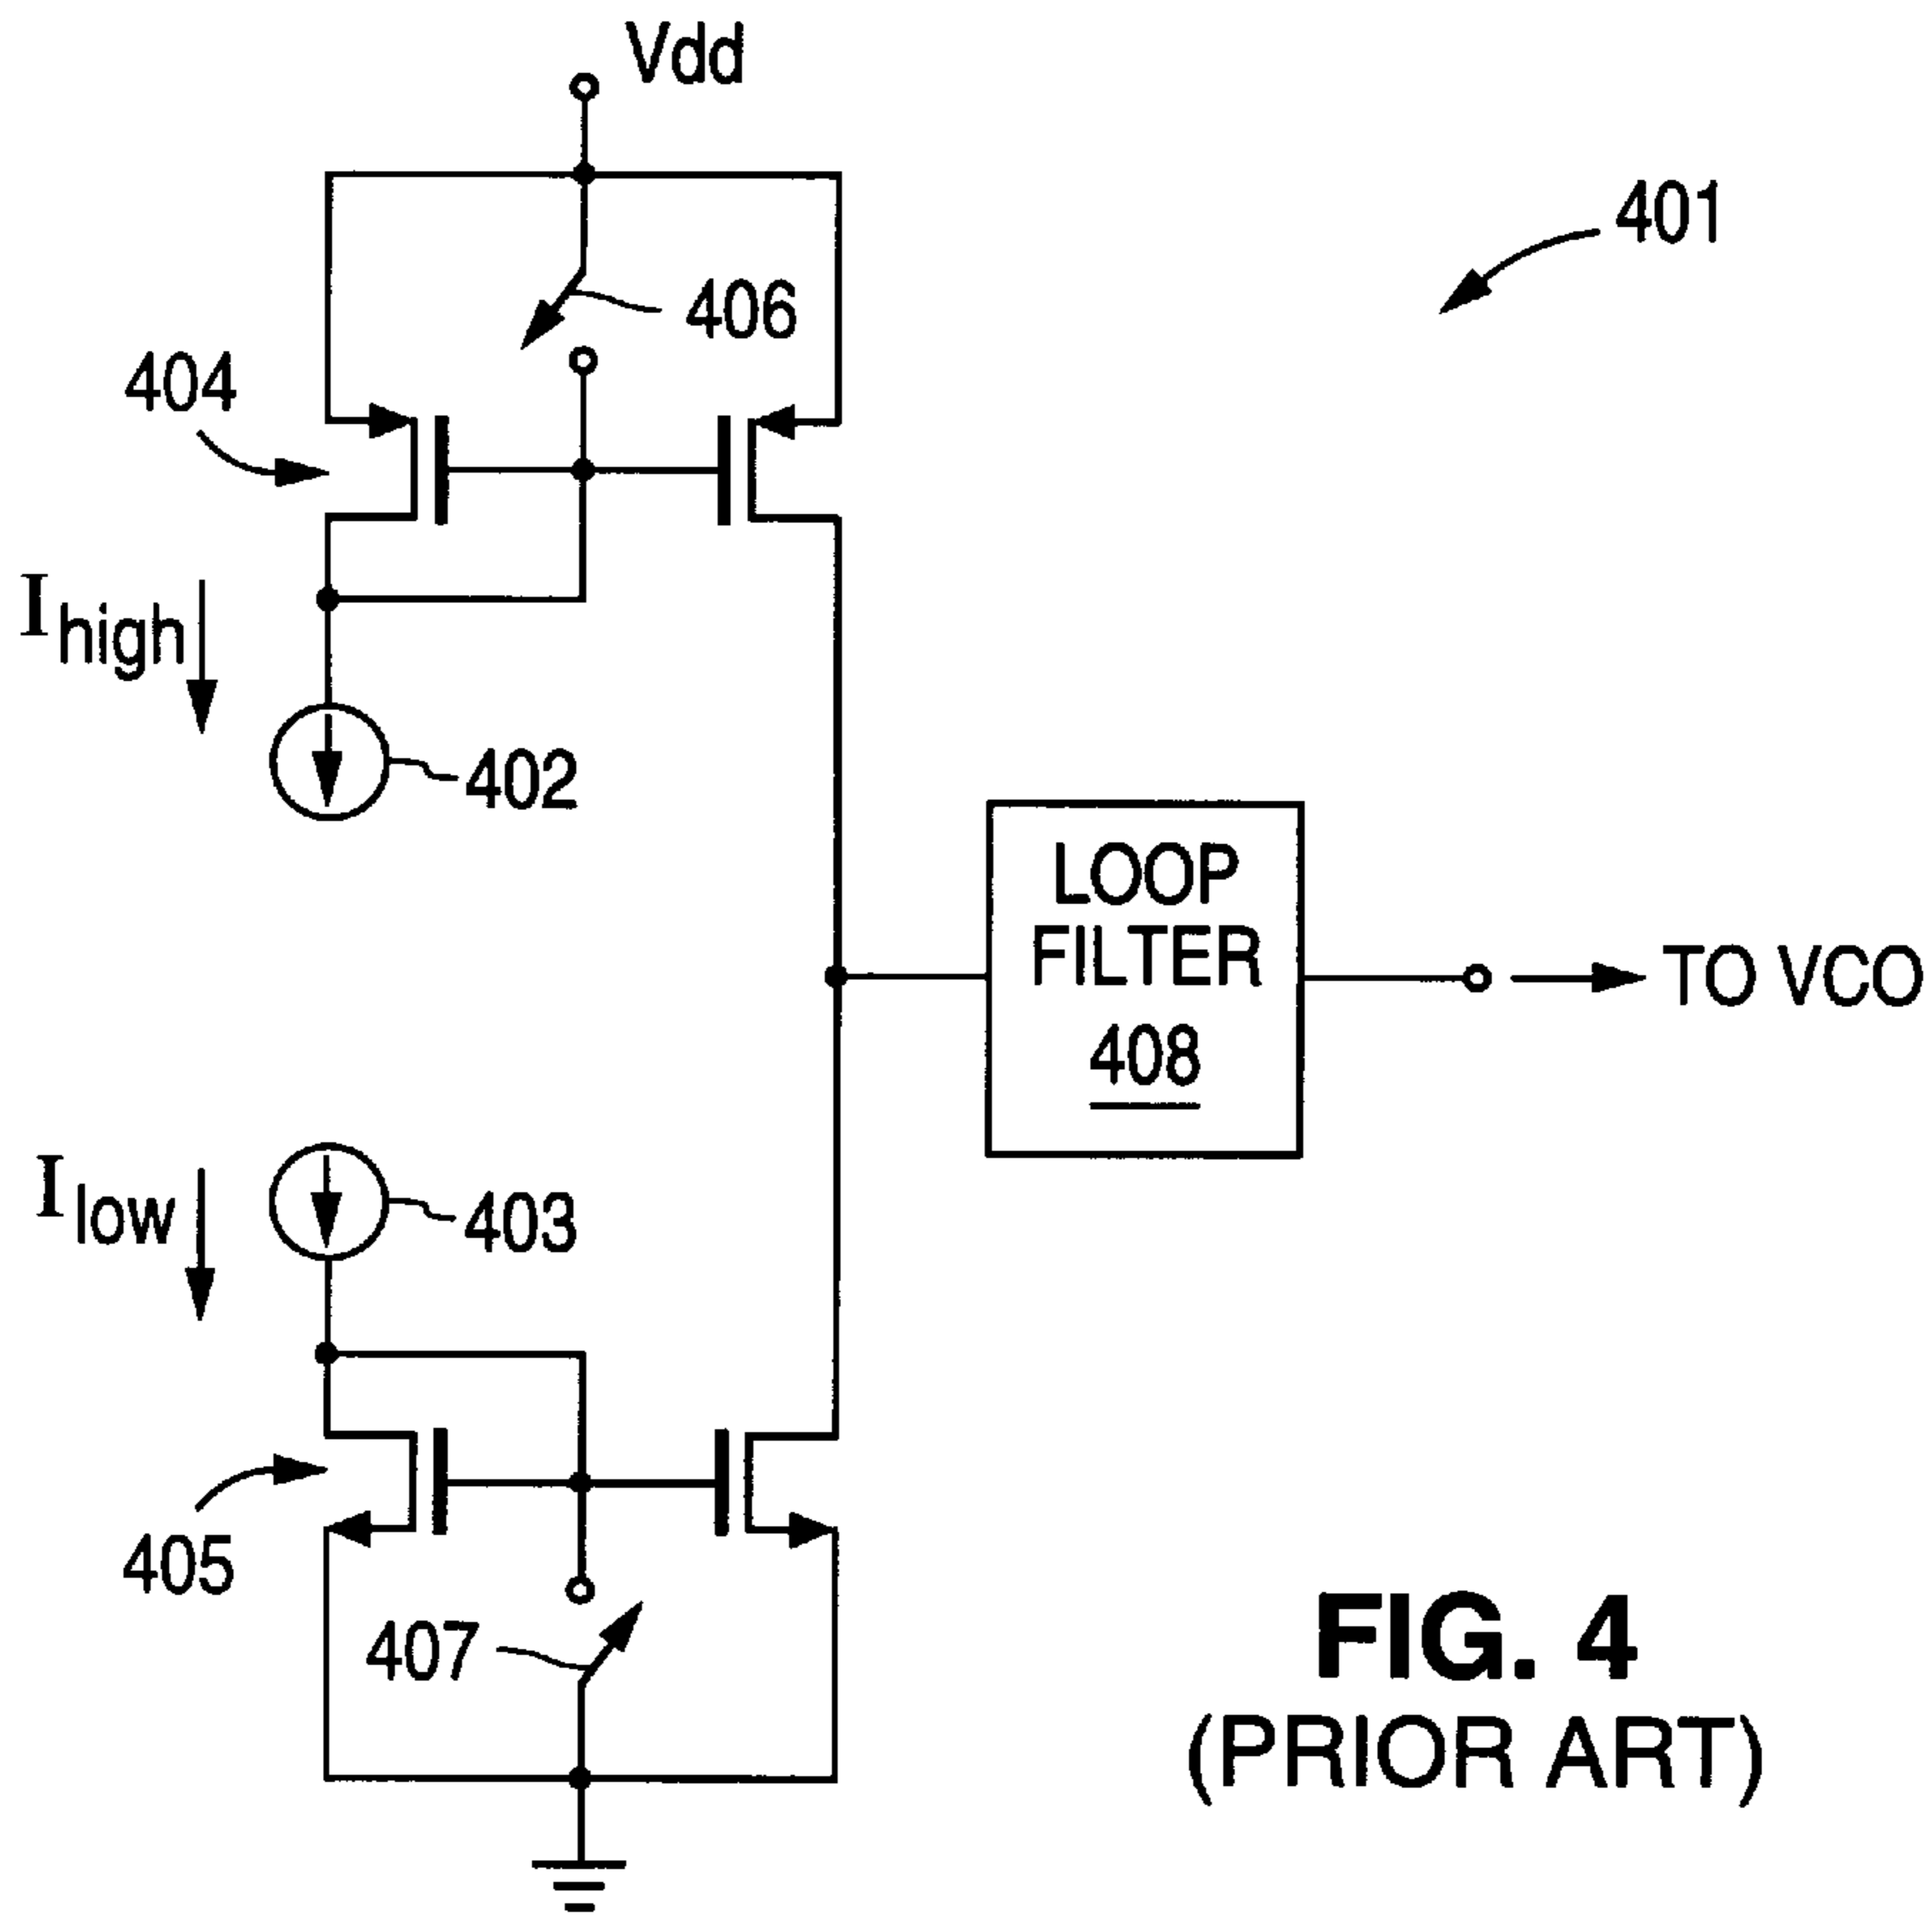 Vdd
401
406
404
I high
402
LOOP
FILTER
408
TO VCO
I low
403
405
407
FIG. 4
(PRIOR ART)